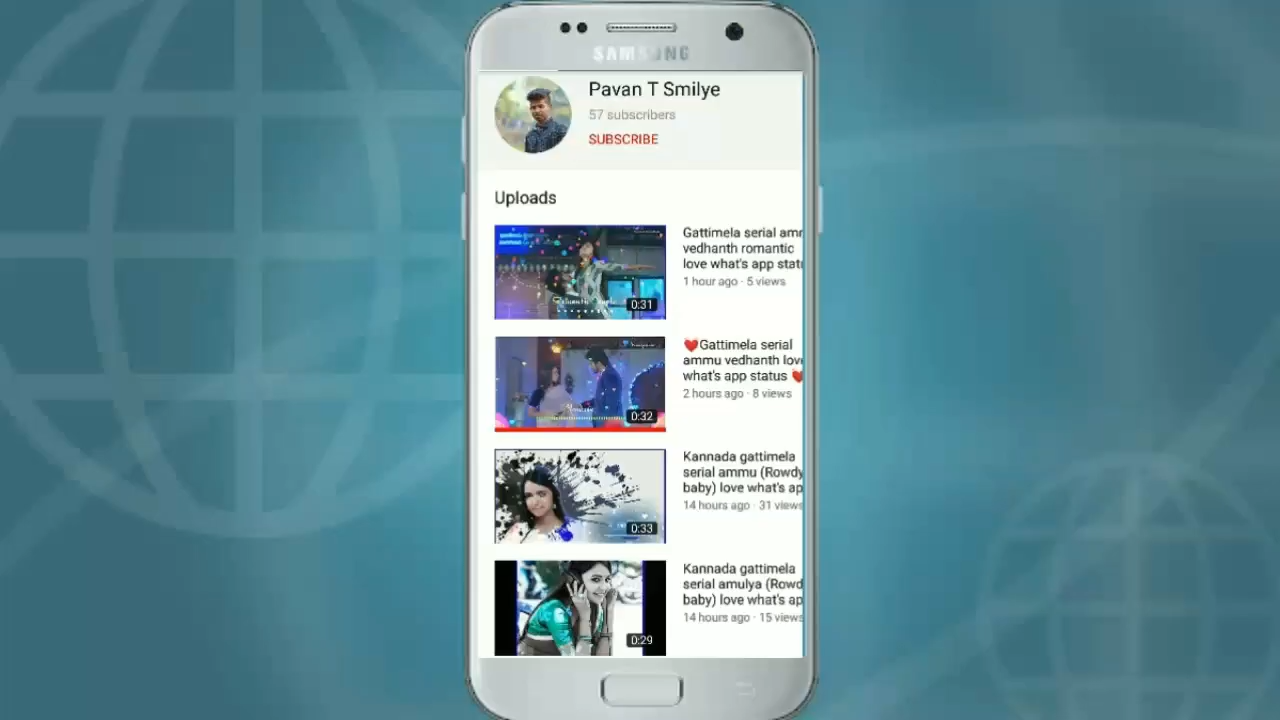 SAMSUNG
Pavan T Smilye
57 subscribers
SUBSCRIBE
Uploads
Gattimela serial amr
vedhanth romantic
love what's app statu
1 hour ago · 5 views
0:31
❤️Gattimela serial
ammu vedhanth lov
what's app status ❤️
2 hours ago · 8 views
0:32
Kannada gattimela
serial ammu (Rowdy
baby) love what's ap
14 hours ago · 31 views
0:33
Kannada gattimela
serial amulya (Rowd
baby) love what's ap
14 hours ago · 15 views
0:29